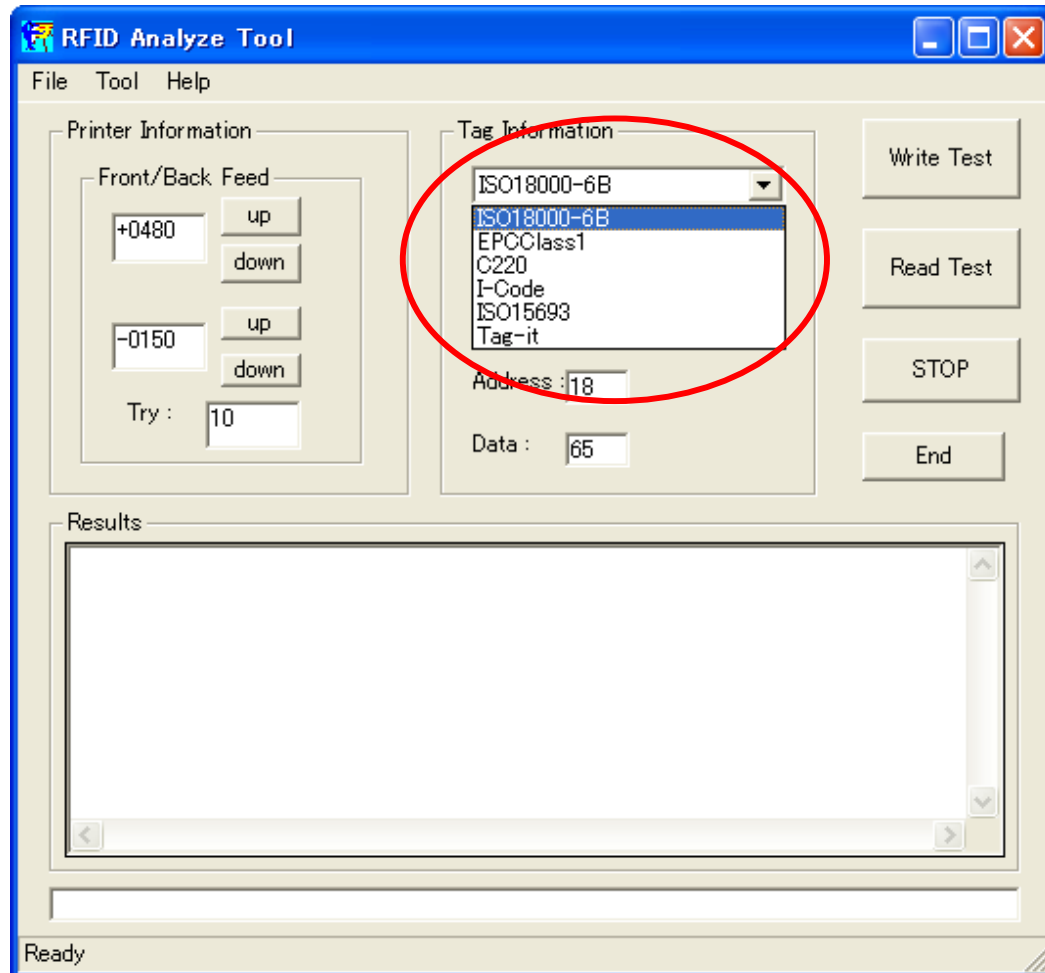 RFID Analyze Tool
File Tool Help
Printer Information
Front/Back Feed
+0480
up
down
-0150
up
down
Try : 10
Tag Information
ISO18000-6B
ISO18000-6B
EPCClass1
C220
I-Code
ISO15693
Tag-it
Address : 18
Data : 65
Write Test
Read Test
STOP
End
Results
Ready